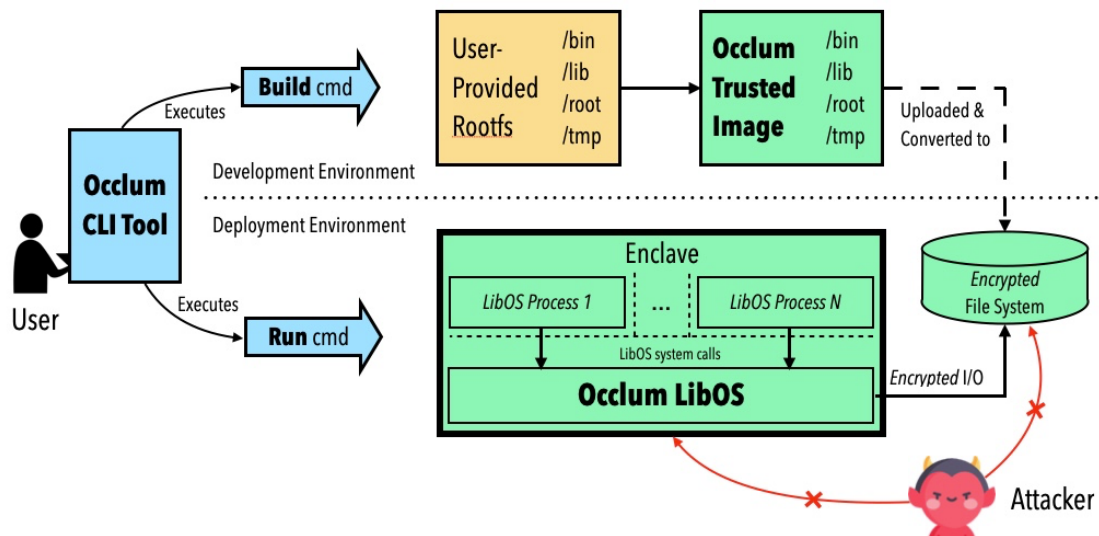 Build cmd
Executes
User-
Provided
Rootfs
/bin
/lib
/root
/tmp
Occlum
Trusted
Image
/bin
/lib
/root
/tmp
Uploaded &
Converted to
Occlum
CLI Tool
Development Environment
Deployment Environment
User
Executes
Run cmd
Enclave
LibOS Process 1
...
LibOS Process N
LibOS system calls
Occlum LibOS
Encrypted
File System
Encrypted I/O
Attacker